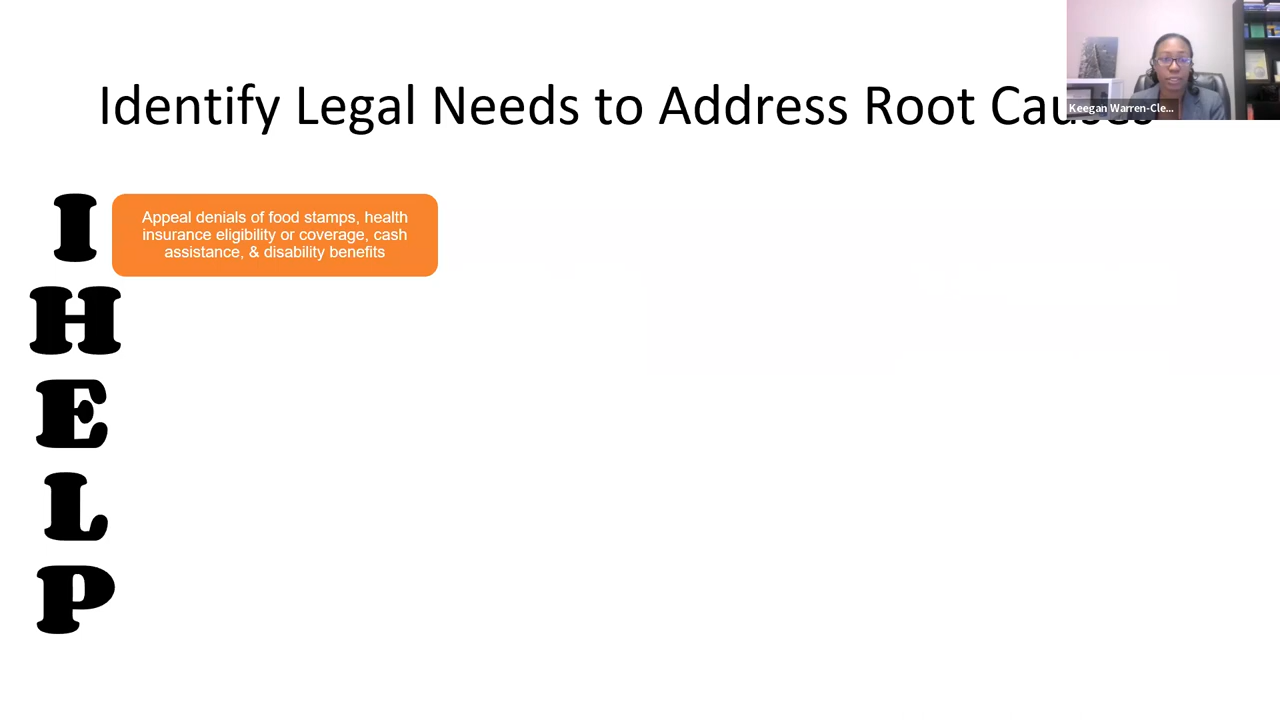 Identify Legal Needs to Address Root Causes
Keegan Warren-Cle...
I
Appeal denials of food stamps, health
insurance eligibility or coverage, cash
assistance, & disability benefits
H
E
L
P